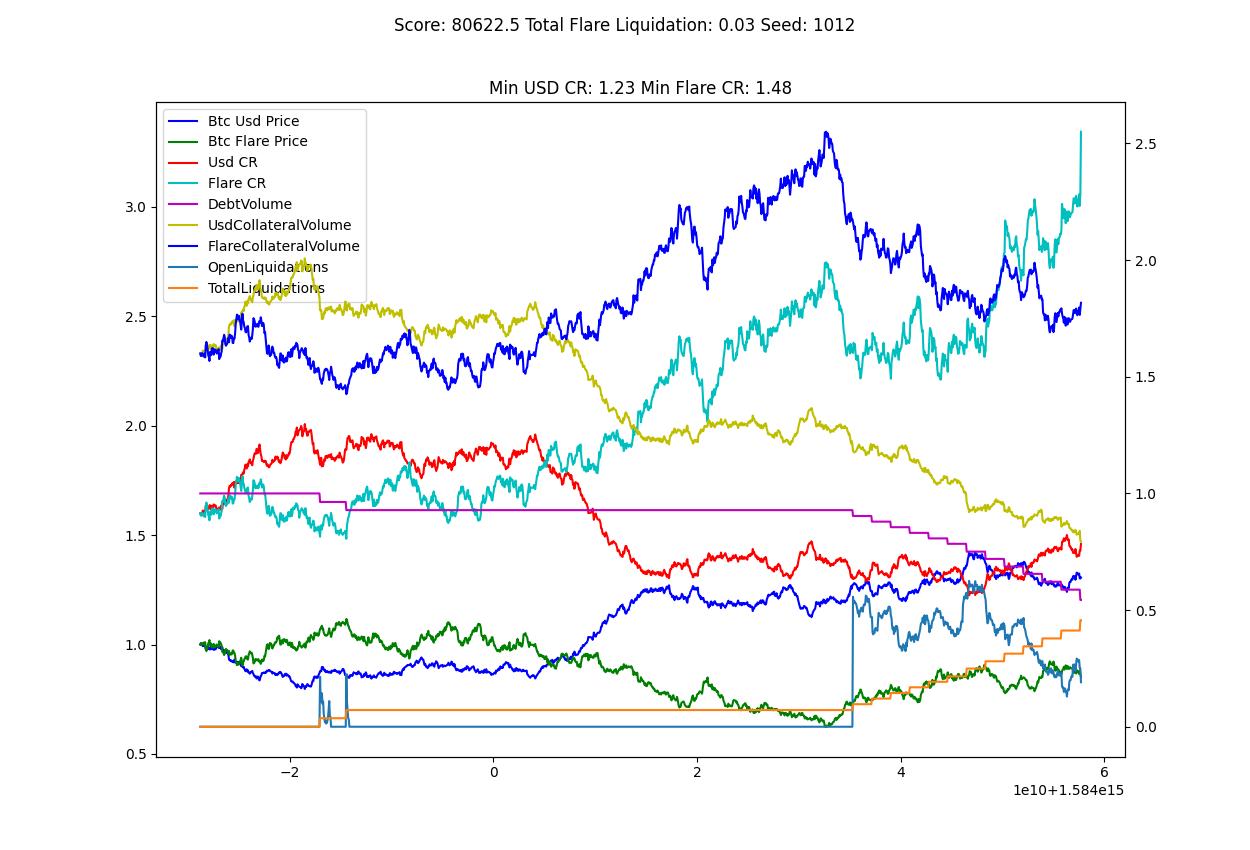 Score: 80622.5 Total Flare Liquidation: 0.03 Seed: 1012
Min USD CR: 1.23 Min Flare CR: 1.48
Btc Usd Price
Btc Flare Price
Usd CR
Flare CR
DebtVolume
UsdCollateralVolume
FlareCollateralVolume
OpenLiquidations
TotalLiquidations
3.0
2.5
2.0
1.5
1.0
0.5
2.5
2.0
1.5
1.0
0.5
0.0
−2
0
2
4
6
1e10+1.584e15